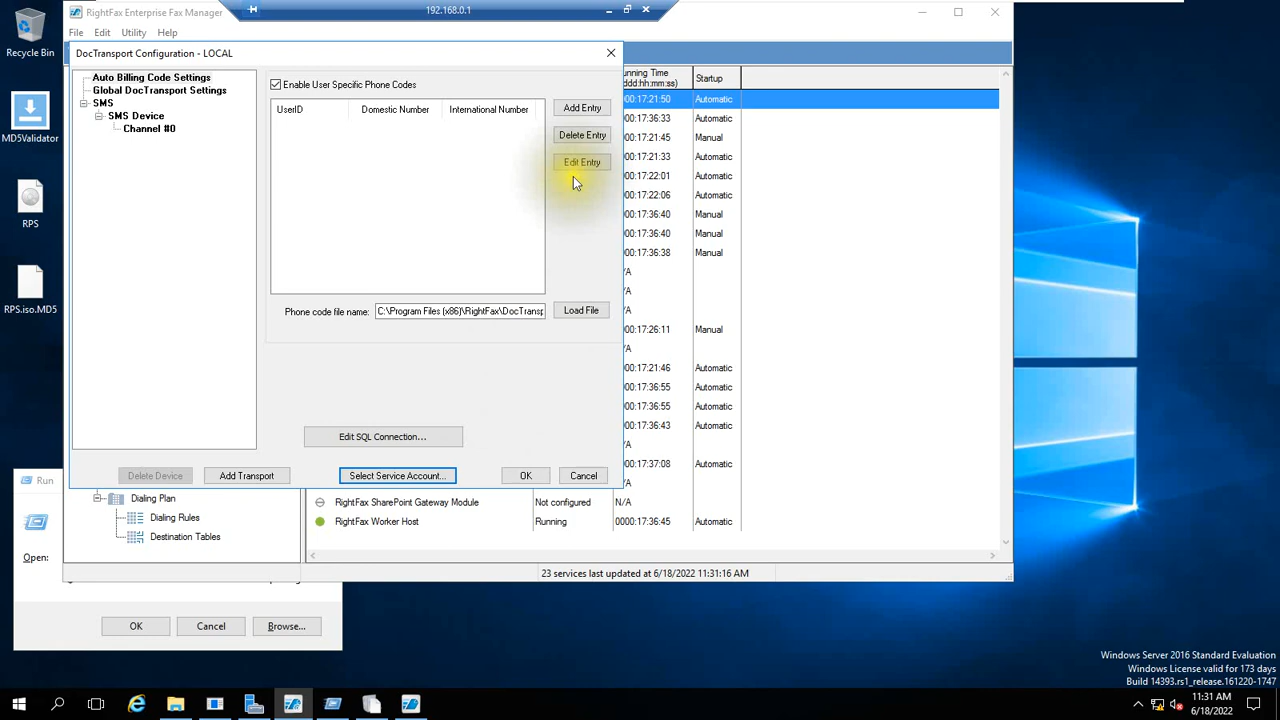 Recycle Bin
MD5Validator
RPS
RPS.iso.MD5
RightFax Enterprise Fax Manager
192.168.0.1
File Edit Utility Help
DocTransport Configuration - LOCAL
Auto Billing Code Settings
Global DocTransport Settings
SMS
SMS Device
Channel #0
Enable User Specific Phone Codes
UserID Domestic Number International Number
Add Entry
Delete Entry
Edit Entry
Phone code file name: C:\Program Files (x86)\RightFax\DocTransp
Load File
Edit SQL Connection...
Delete Device Add Transport Select Service Account... OK Cancel
unning Time
ddd:hh:mm:ss) Startup
000:17:21:50 Automatic
000:17:36:33 Automatic
000:17:21:45 Manual
000:17:21:33 Automatic
000:17:22:01 Automatic
000:17:22:06 Automatic
000:17:36:40 Manual
000:17:36:40 Manual
000:17:36:38 Manual
/A
/A
/A
000:17:26:11 Manual
/A
000:17:21:46 Automatic
000:17:36:55 Automatic
000:17:36:55 Automatic
000:17:36:43 Automatic
/A
000:17:37:08 Automatic
/A
RightFax SharePoint Gateway Module Not configured N/A
RightFax Worker Host Running 0000:17:36:45 Automatic
Dialing Plan
Dialing Rules
Destination Tables
23 services last updated at 6/18/2022 11:31:16 AM
Run
Open:
OK Cancel Browse...
Windows Server 2016 Standard Evaluation
Windows License valid for 173 days
Build 14393.rs1_release.161220-1747
11:31 AM
6/18/2022